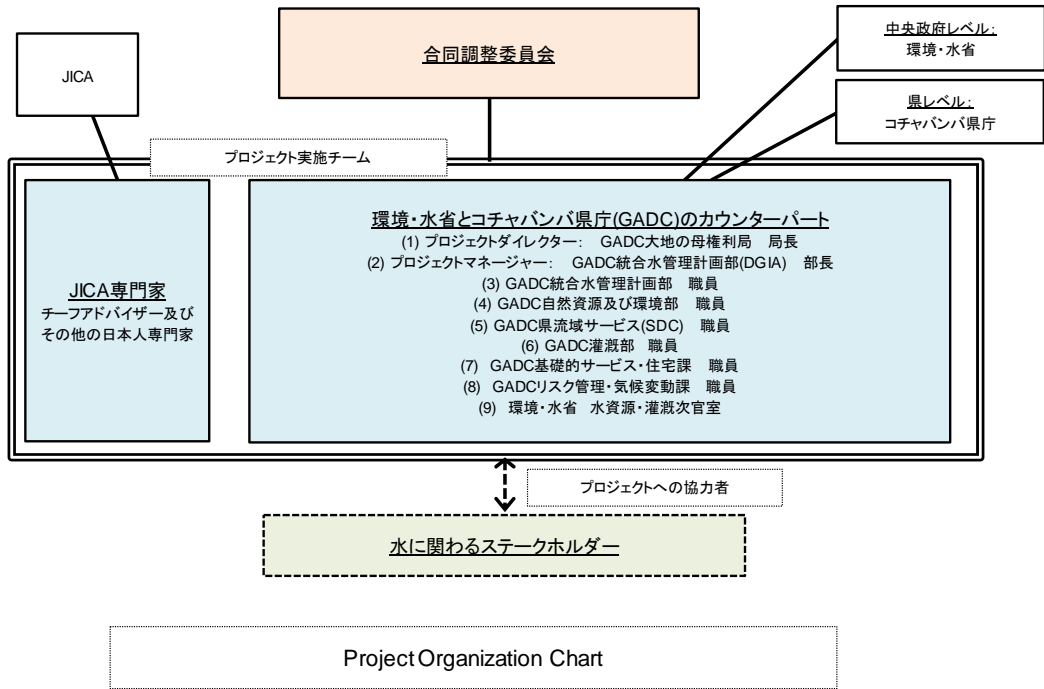 JICA
合同調整委員会
中央政府レベル:
環境・水省
県レベル:
コチャバンバ県庁
プロジェクト実施チーム
JICA専門家
チーフアドバイザー及び
その他の日本人専門家
環境・水省とコチャバンバ県庁(GADC)のカウンターパート
(1) プロジェクトダイレクター: GADC大地の母権利局 局長
(2) プロジェクトマネージャー: GADC統合水管理計画部(DGIA) 部長
(3) GADC統合水管理計画部 職員
(4) GADC自然資源及び環境部 職員
(5) GADC県流域サービス(SDC) 職員
(6) GADC灌漑部 職員
(7) GADC基礎的サービス・住宅課 職員
(8) GADCリスク管理・気候変動課 職員
(9) 環境・水省 水資源・灌漑次官室
プロジェクトへの協力者
水に関わるステークホルダー
Project Organization Chart